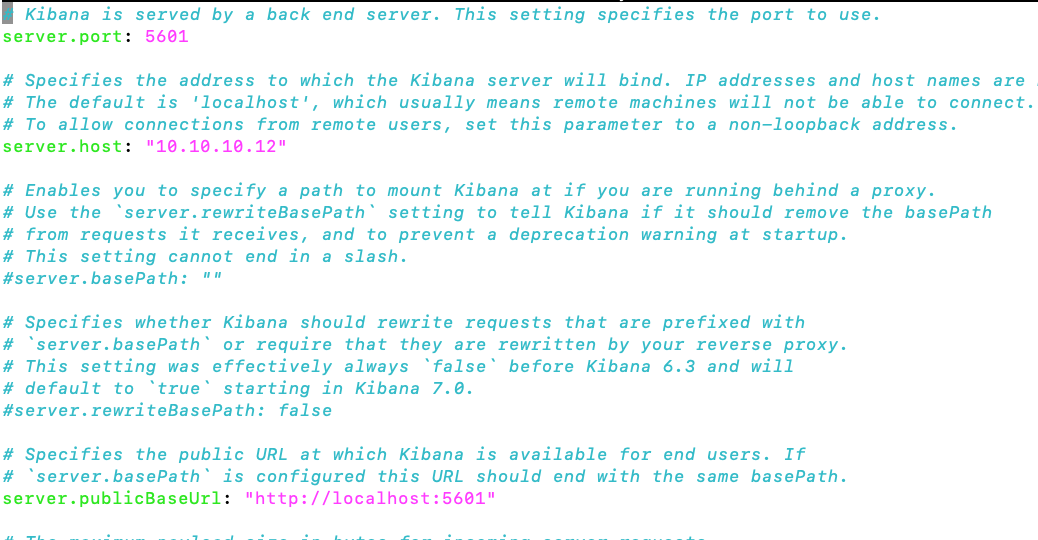 # Kibana is served by a back end server. This setting specifies the port to use.
server.port: 5601
# Specifies the address to which the Kibana server will bind. IP addresses and host names are
# The default is 'localhost', which usually means remote machines will not be able to connect.
# To allow connections from remote users, set this parameter to a non-loopback address.
server.host: "10.10.10.12"
# Enables you to specify a path to mount Kibana at if you are running behind a proxy.
# Use the `server.rewriteBasePath` setting to tell Kibana if it should remove the basePath
# from requests it receives, and to prevent a deprecation warning at startup.
# This setting cannot end in a slash.
#server.basePath: ""
# Specifies whether Kibana should rewrite requests that are prefixed with
# `server.basePath` or require that they are rewritten by your reverse proxy.
# This setting was effectively always `false` before Kibana 6.3 and will
# default to `true` starting in Kibana 7.0.
#server.rewriteBasePath: false
# Specifies the public URL at which Kibana is available for end users. If
# `server.basePath` is configured this URL should end with the same basePath.
server.publicBaseUrl: "http://localhost:5601"
# The maximum payload size in bytes for incoming server requests.